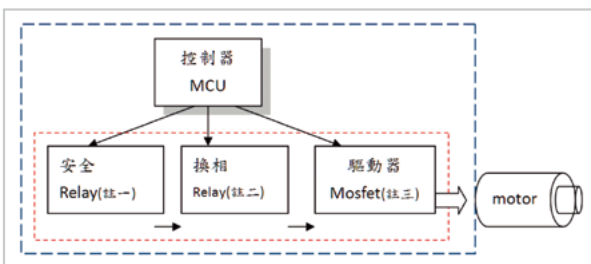 控制器
MCU
安全
Relay(註一)
換相
Relay(註二)
驅動器
Mosfet(註三)
motor